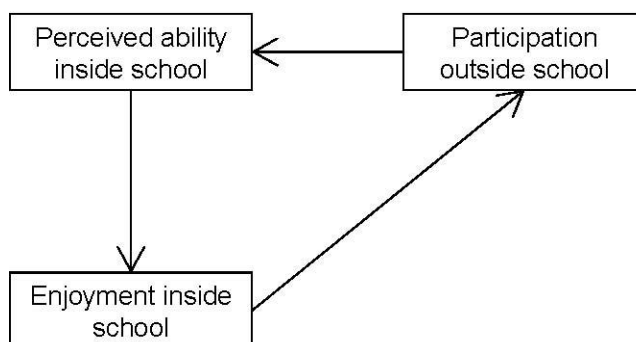 Perceived ability
inside school
Participation
outside school
Enjoyment inside
school